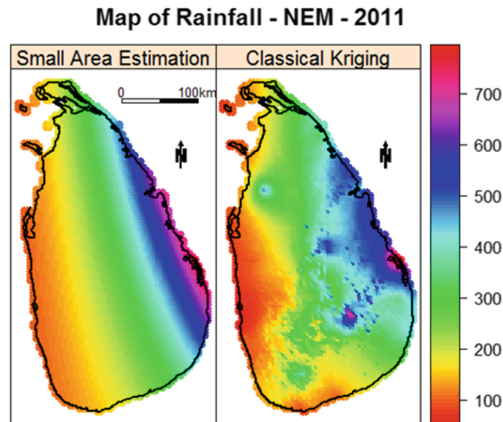 Map of Rainfall - NEM - 2011
Small Area Estimation
Classical Kriging
0 100km
N
N
700
600
500
400
300
200
100